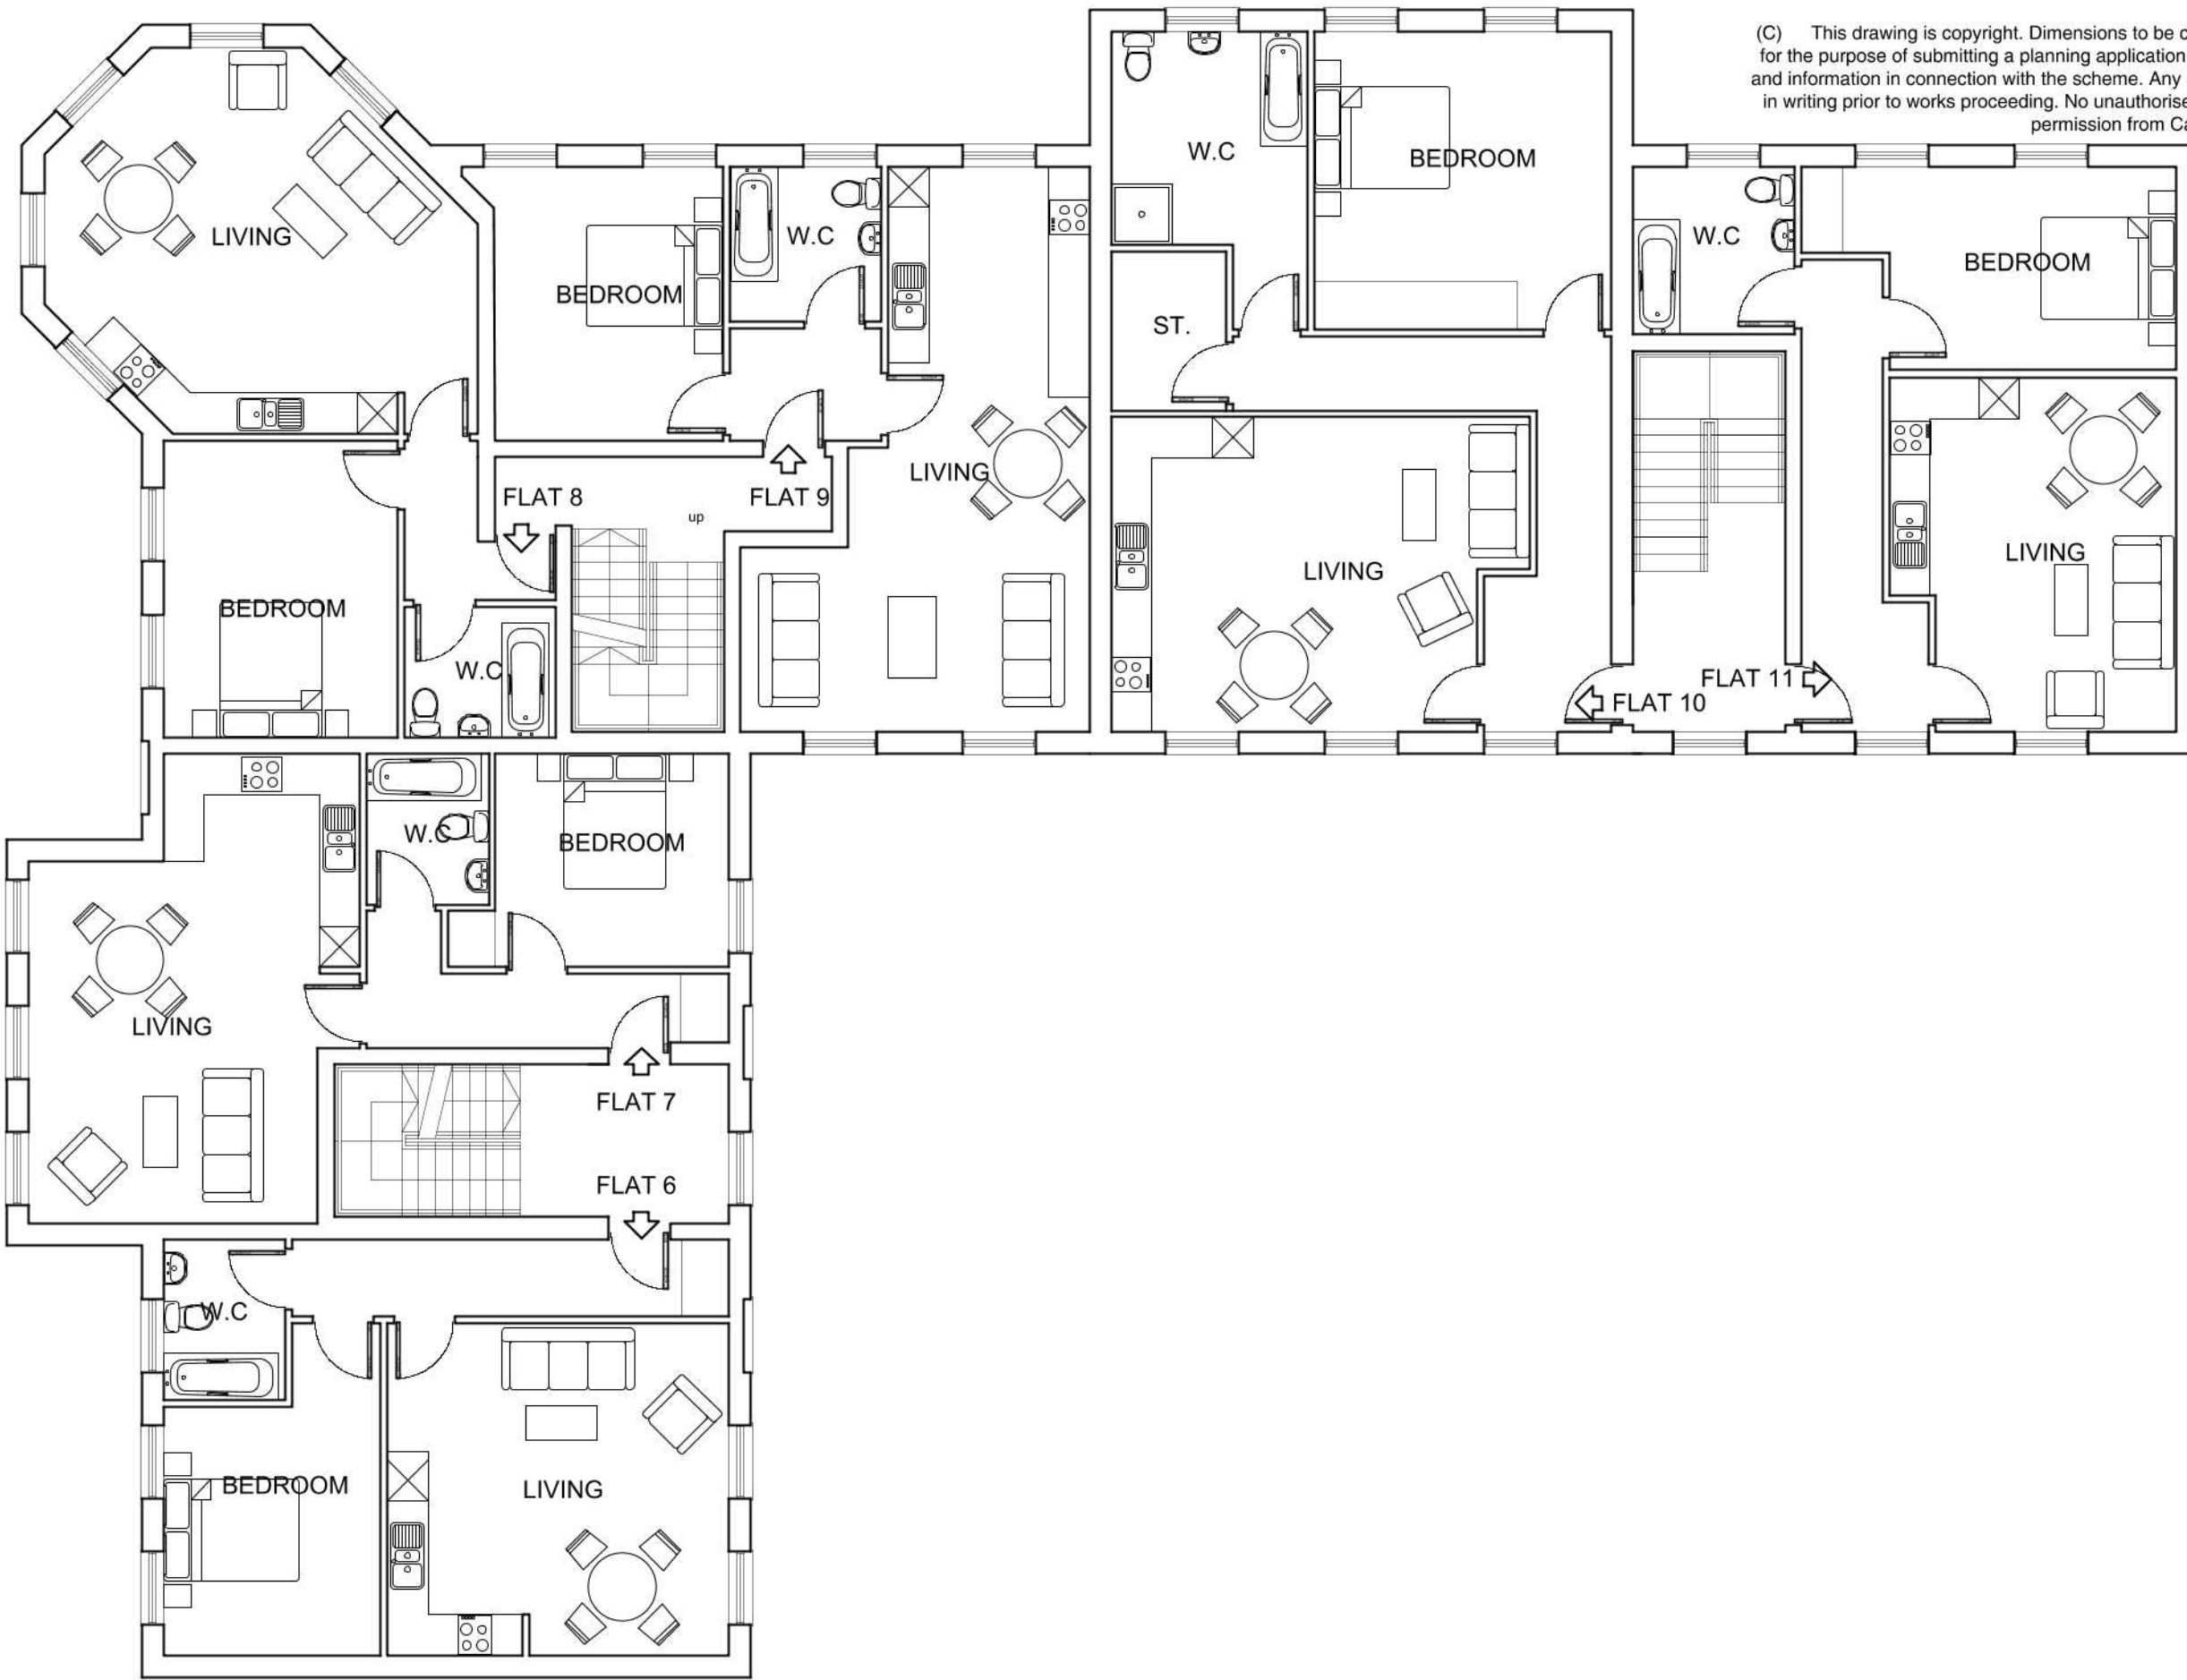 (C) This drawing is copyright. Dimensions to be
for the purpose of submitting a planning application
and information in connection with the scheme. Any
in writing prior to works proceeding. No
permission from
W.C
BEDROOM
LIVING
W.C
W.C
BEDROOM
BEDROOM
ST.
LIVING
FLAT 8
FLAT 9
up
LIVING
LIVING
BEDROOM
W.C
FLAT 11
FLAT 10
W.C
BEDROOM
LIVING
FLAT 7
FLAT 6
W.C
BEDROOM
LIVING